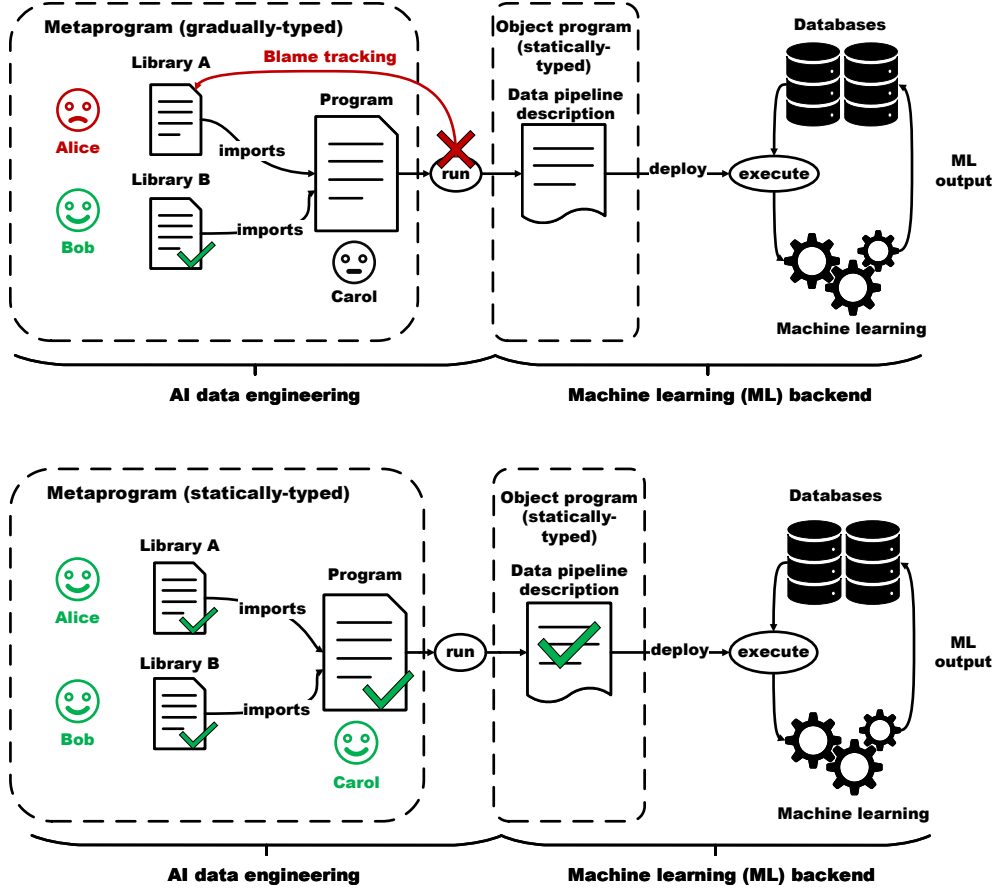 Metaprogram (gradually-typed)
Library A
Blame tracking
Program
Alice
imports
Library B
Bob
imports
Carol
run
Object program
(statically-
typed)
Data pipeline
description
deploy
Databases
execute
ML
output
Machine learning
AI data engineering
Machine learning (ML) backend
Metaprogram (statically-typed)
Library A
Program
Alice
imports
Library B
Bob
imports
Carol
run
Object program
(statically-
typed)
Data pipeline
description
deploy
Databases
execute
ML
output
Machine learning
AI data engineering
Machine learning (ML) backend